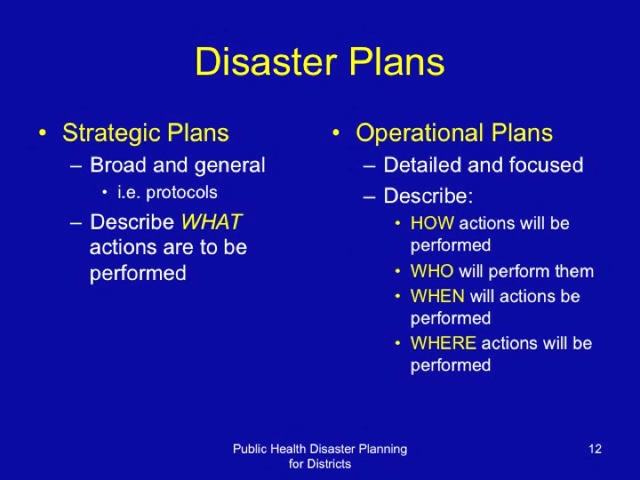 Disaster Plans
• Strategic Plans
– Broad and general
• i.e. protocols
– Describe WHAT
actions are to be
performed
• Operational Plans
– Detailed and focused
– Describe:
• HOW actions will be
performed
• WHO will perform them
• WHEN will actions be
performed
• WHERE actions will be
performed
Public Health Disaster Planning
for Districts
12